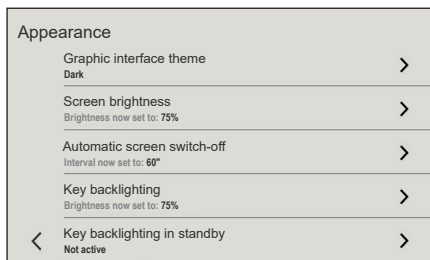 Appearance
Graphic interface theme
Dark
Screen brightness
Brightness now set to: 75%
Automatic screen switch-off
Interval now set to: 60"
Key backlighting
Brightness now set to: 75%
Key backlighting in standby
Not active